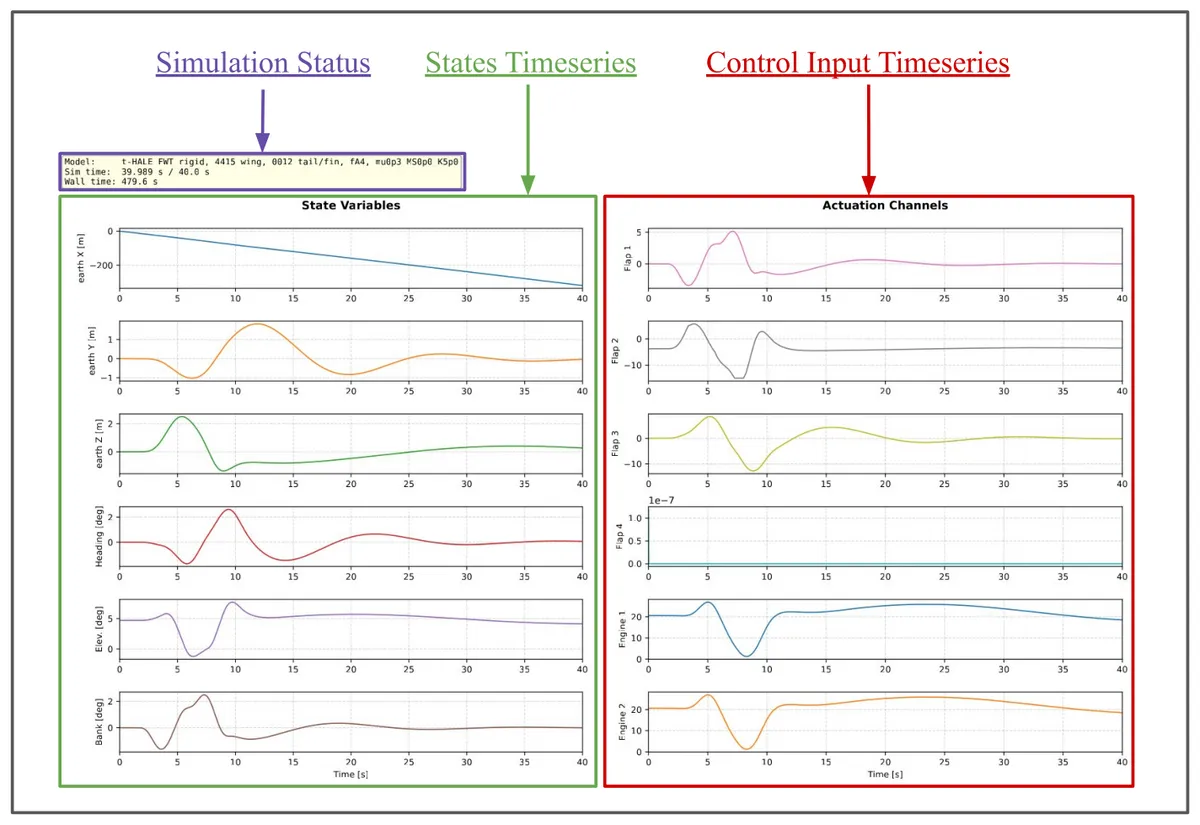 Simulation Status
States Timeseries
Control Input Timeseries
Model: t-HALE FWT rigid, 4415 wing, 0012 tail/fin, fA4, mu0p3 MS0p0 K5p0
Sim time: 39.989 s / 40.0 s
Wall time: 479.6 s
State Variables
earth X [m]
0
−200
0 5 10 15 20 25 30 35 40
earth Y [m]
1
0
−1
0 5 10 15 20 25 30 35 40
earth Z [m]
2
0
0 5 10 15 20 25 30 35 40
Heading [deg]
2
0
0 5 10 15 20 25 30 35 40
Elev. [deg]
5
0
0 5 10 15 20 25 30 35 40
Bank [deg]
2
0
0 5 10 15 20 25 30 35 40
Time [s]
Actuation Channels
Flap 1
5
0
0 5 10 15 20 25 30 35 40
Flap 2
0
−10
0 5 10 15 20 25 30 35 40
Flap 3
0
−10
0 5 10 15 20 25 30 35 40
1e−7
Flap 4
1.0
0.5
0.0
0 5 10 15 20 25 30 35 40
Engine 1
20
10
0
0 5 10 15 20 25 30 35 40
Engine 2
20
10
0
0 5 10 15 20 25 30 35 40
Time [s]